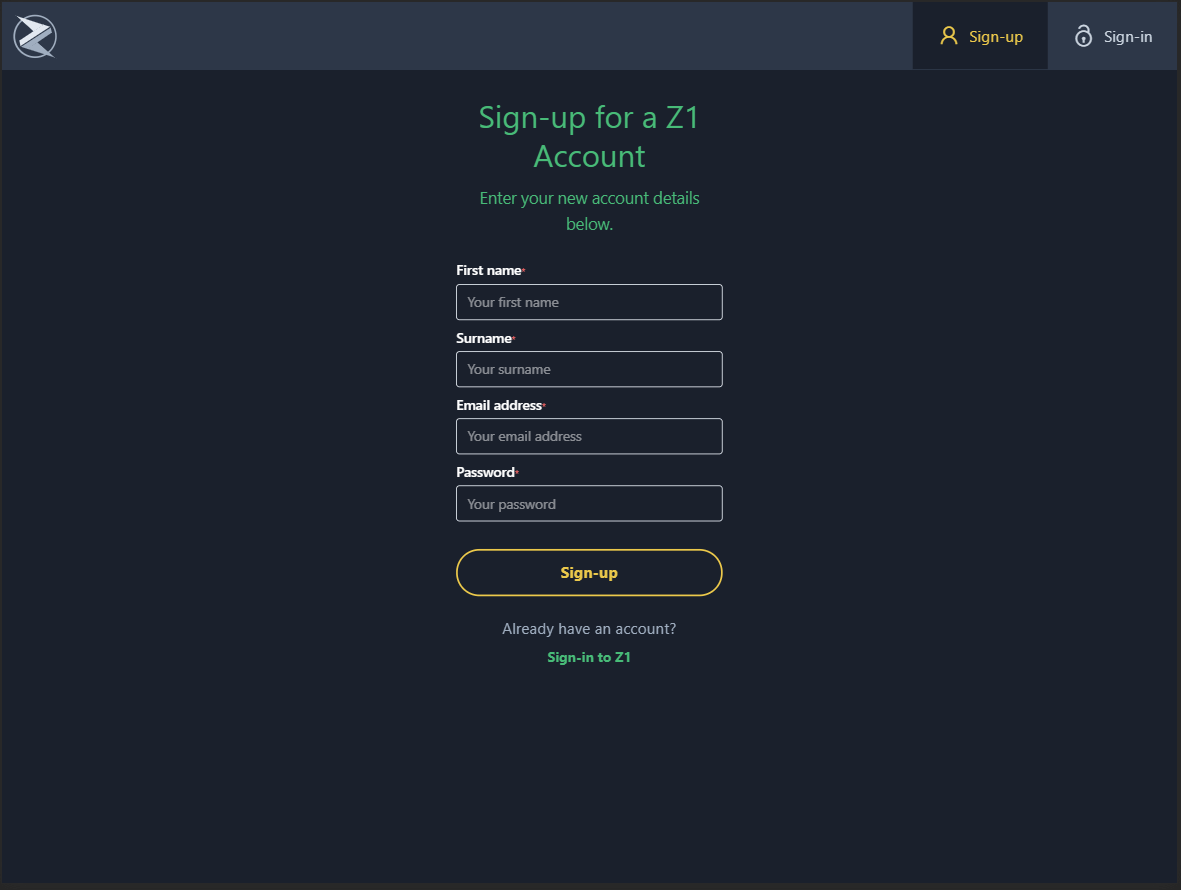 Sign-up
Sign-in
Sign-up for a Z1
Account
Enter your new account details
below.
First name*
Your first name
Surname*
Your surname
Email address*
Your email address
Password*
Your password
Sign-up
Already have an account?
Sign-in to Z1